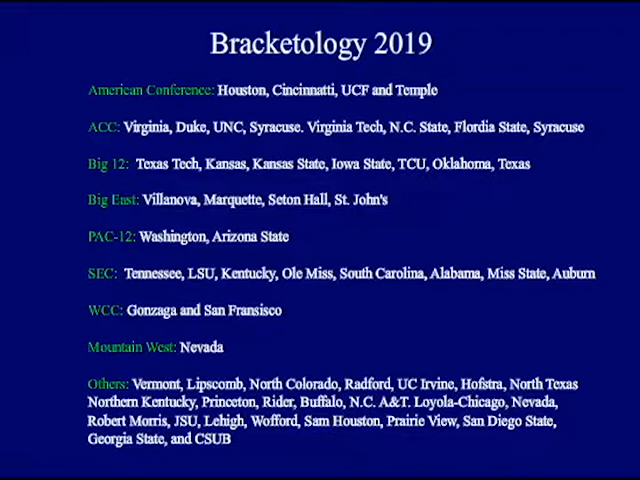 Bracketology 2019
American Conference: Houston, Cincinnatti, UCF and Temple
ACC: Virginia, Duke, UNC, Syracuse. Virginia Tech, N.C. State, Flordia State, Syracuse
Big 12: Texas Tech, Kansas, Kansas State, Iowa State, TCU, Oklahoma, Texas
Big East: Villanova, Marquette, Seton Hall, St. John's
PAC-12: Washington, Arizona State
SEC: Tennessee, LSU, Kentucky, Ole Miss, South Carolina, Alabama, Miss State, Auburn
WCC: Gonzaga and San Fransisco
Mountain West: Nevada
Others: Vermont, Lipscomb, North Colorado, Radford, UC Irvine, Hofstra, North Texas
Northern Kentucky, Princeton, Rider, Buffalo, N.C. A&T. Loyola-Chicago, Nevada,
Robert Morris, JSU, Lehigh, Wofford, Sam Houston, Prairie View, San Diego State,
Georgia State, and CSUB